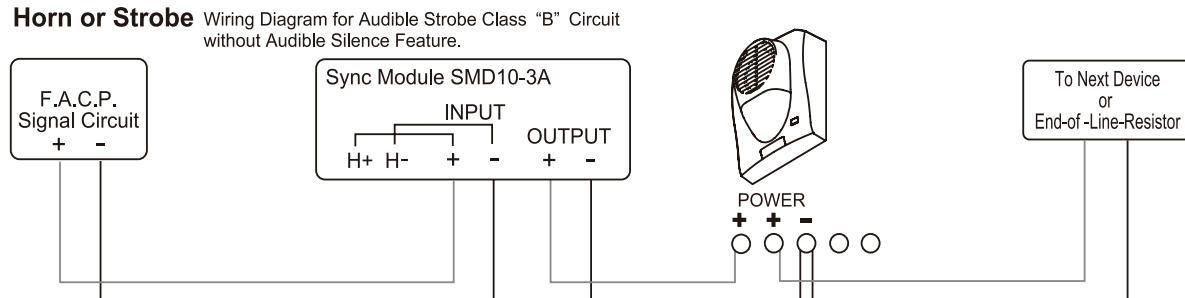 Horn or Strobe Wiring Diagram for Audible Strobe Class “B” Circuit
without Audible Silence Feature.
F.A.C.P.
Signal Circuit
+ -
Sync Module SMD10-3A
INPUT
OUTPUT
H+ H- + - + -
POWER
+ + -
To Next Device
or
End-of -Line-Resistor